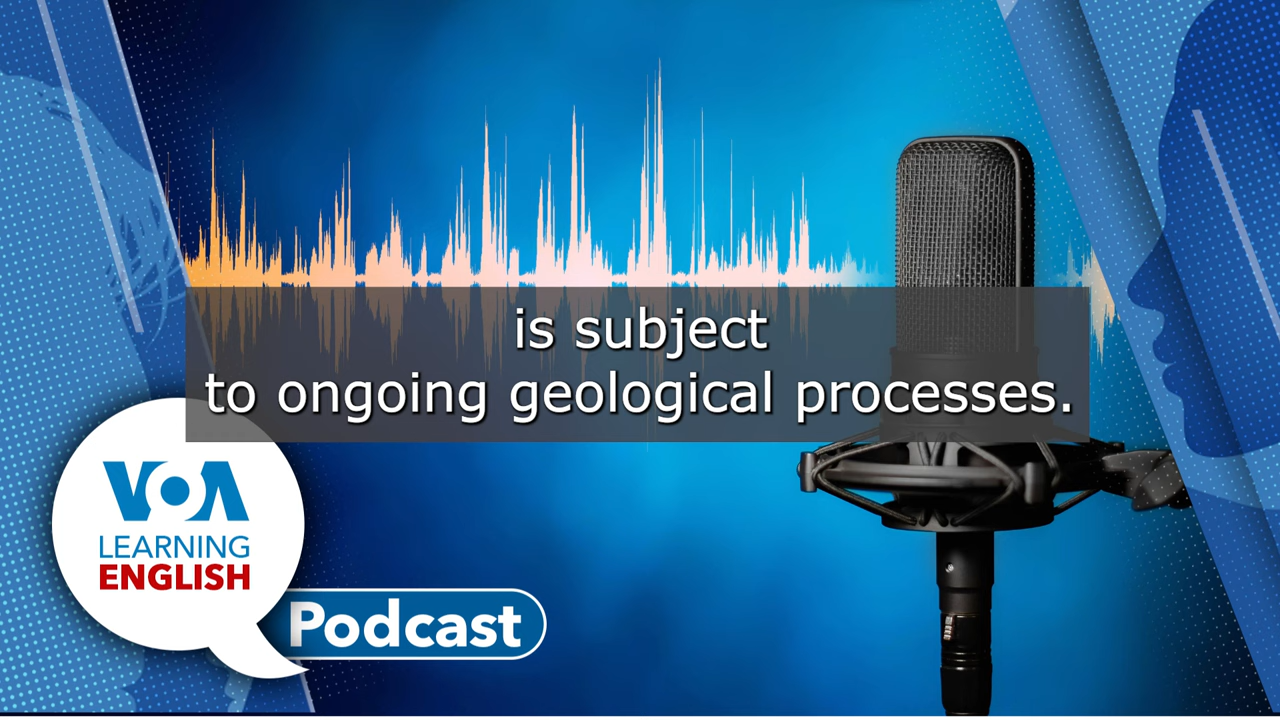 is subject
to ongoing geological processes.
VOA
LEARNING
ENGLISH
Podcast